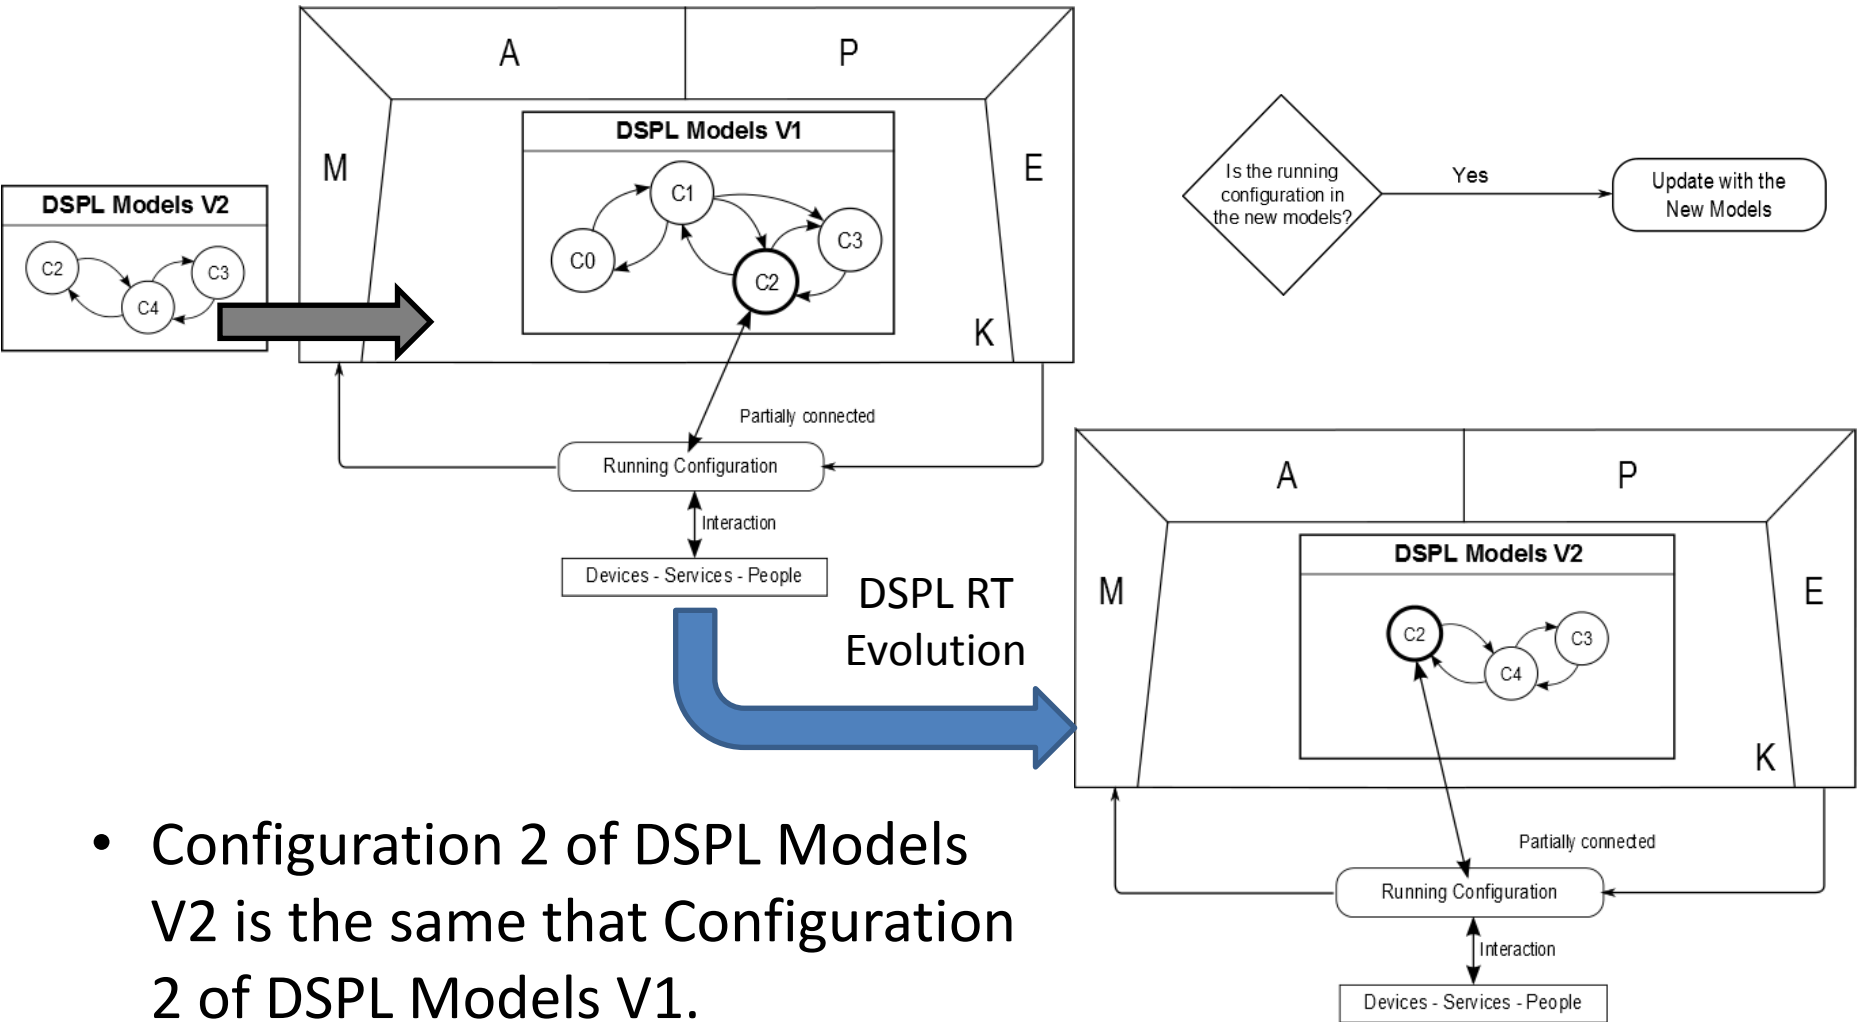 A
P
M
E
K
DSPL Models V1
C1
C0
C3
C2
DSPL Models V2
C2
C3
C4
Is the running
configuration in
the new models?
Yes
Update with the
New Models
Partially connected
Running Configuration
Interaction
Devices - Services - People
DSPL RT
Evolution
A
P
M
E
K
DSPL Models V2
C2
C3
C4
Partially connected
Running Configuration
Interaction
Devices - Services - People
• Configuration 2 of DSPL Models
V2 is the same that Configuration
2 of DSPL Models V1.